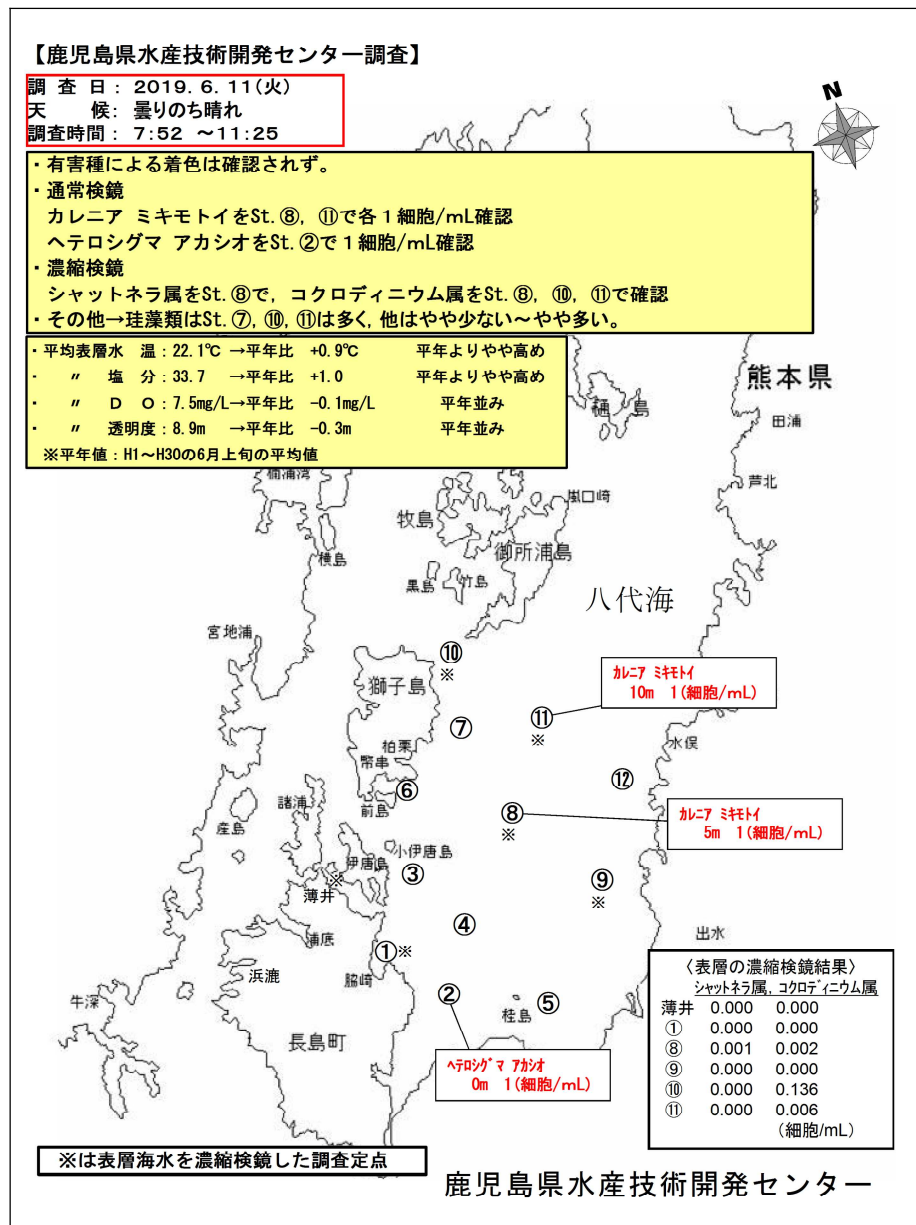 【鹿児島県水産技術開発センター調査】
調 査 日 : 2019.6.11(火)
天　　候: 曇りのち晴れ
調査時間 : 7:52 ～11:25
N
・有害種による着色は確認されず。
・通常検鏡
カレニア ミキモトイをSt.⑧, ⑪で各１細胞/mL確認
ヘテロシグマ アカシオをSt.②で１細胞/mL確認
・濃縮検鏡
シャットネラ属をSt.⑧で, コクロディニウム属をSt.⑧, ⑩, ⑪で確認
・その他→珪藻類はSt.⑦, ⑩, ⑪は多く, 他はやや少ない～やや多い。
・平均表層水　温 : 22.1℃ →平年比　+0.9℃　平年よりやや高め
・　〃　塩　分 : 33.7　→平年比　+1.0　平年よりやや高め
・　〃　Ｄ　Ｏ : 7.5mg/L→平年比　-0.1mg/L　平年並み
・　〃　透明度 : 8.9m　→平年比　-0.3m　平年並み
※平年値 : H1～H30の6月上旬の平均値
熊本県
樋島
田浦
楠浦湾
芦北
嵐口崎
牧島
横島
御所浦島
黒島
竹島
八代海
宮地浦
⑩
※
獅子島
カレニア ミキモトイ
10m 1(細胞/mL)
⑪
※
⑦
柏栗
幣串
水俣
⑫
⑥
前島
諸浦
産島
⑧
※
カレニア ミキモトイ
5m 1(細胞/mL)
小伊唐島
伊唐島
③
※
薄井
⑨
※
④
浦底
①※
出水
浜漉
脇崎
牛深
②
⑤
桂島
長島町
ヘテロシグマ アカシオ
0m 1(細胞/mL)
〈表層の濃縮検鏡結果〉
シャットネラ属, コクロディニウム属
薄井 0.000 0.000
① 0.000 0.000
⑧ 0.001 0.002
⑨ 0.000 0.000
⑩ 0.000 0.136
⑪ 0.000 0.006
(細胞/mL)
※は表層海水を濃縮検鏡した調査定点
鹿児島県水産技術開発センター